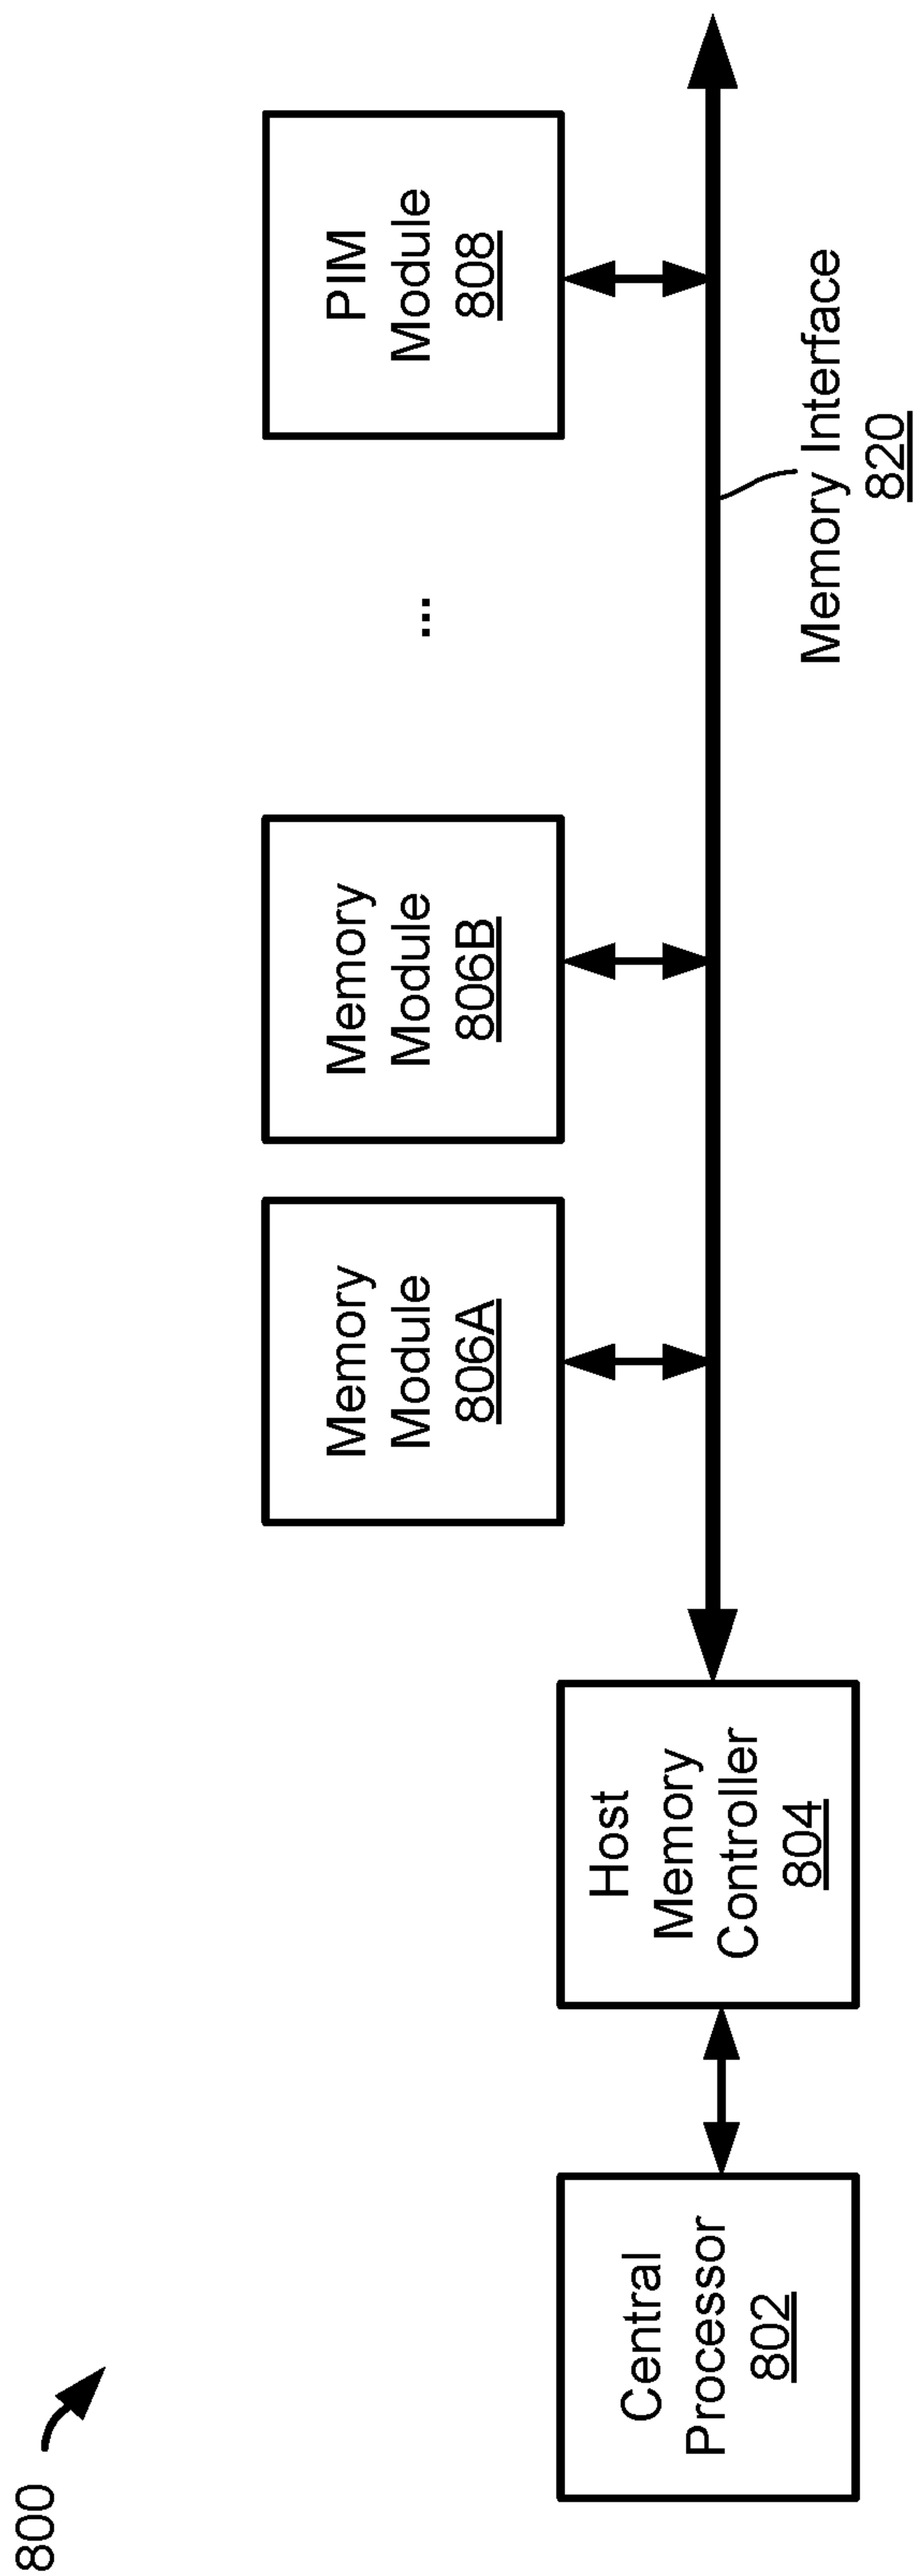 800
Central
Processor
802
Host
Memory
Controller
804
Memory
Module
806A
Memory
Module
806B
...
PIM
Module
808
Memory Interface
820